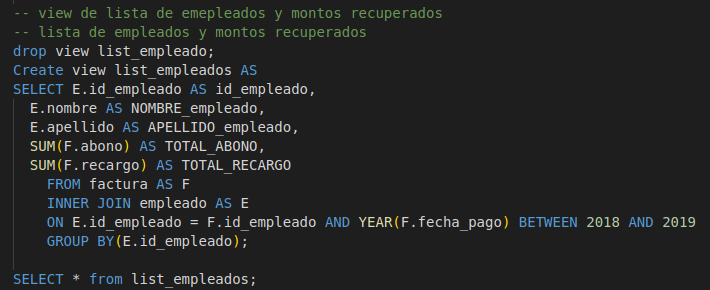 -- view de lista de emepleados y montos recuperados
-- lista de empleados y montos recuperados
drop view list_empleado;
Create view list_empleados AS
SELECT E.id_empleado AS id_empleado,
E.nombre AS NOMBRE_empleado,
E.apellido AS APELLIDO_empleado,
SUM(F.abono) AS TOTAL_ABONO,
SUM(F.recargo) AS TOTAL_RECARGO
FROM factura AS F
INNER JOIN empleado AS E
ON E.id_empleado = F.id_empleado AND YEAR(F.fecha_pago) BETWEEN 2018 AND 2019
GROUP BY(E.id_empleado);
SELECT * from list_empleados;